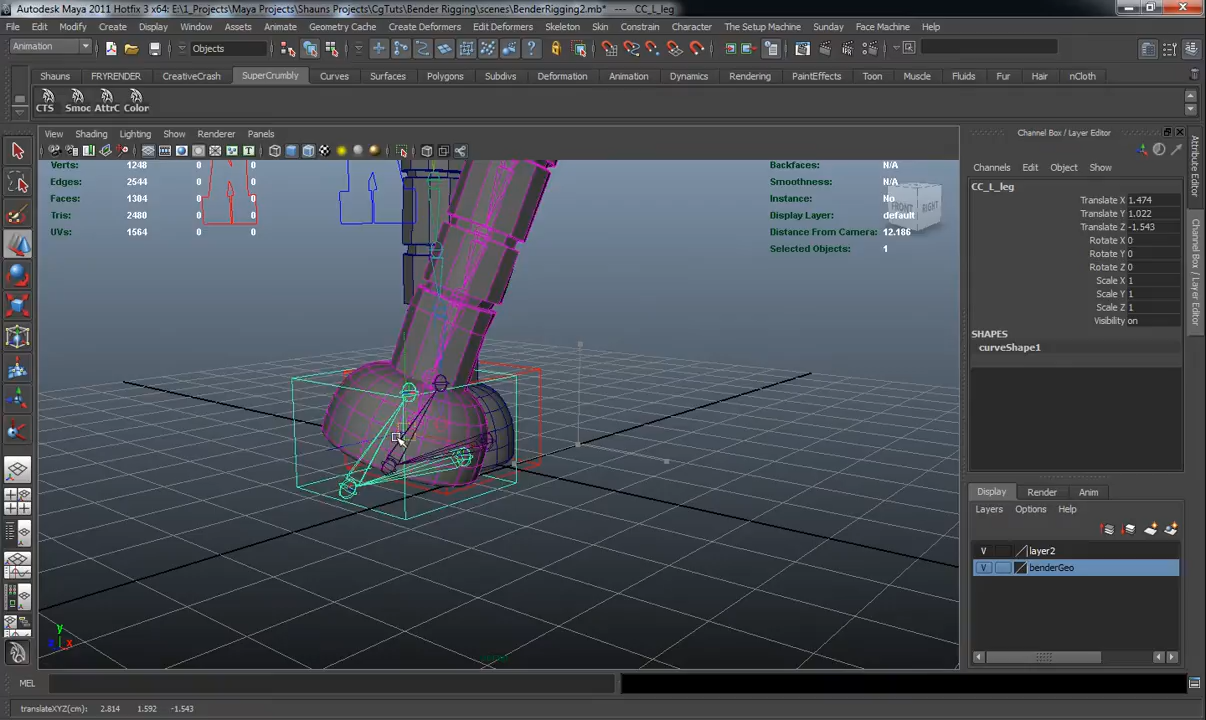 Autodesk Maya 2011 Hotfix 3 x64: E:\1_Projects\Maya Projects\Shauns Projects\CgTuts\Bender Rigging\scenes\BenderRigging2.mb* --- CC_L_leg
File Edit Modify Create Display Window Assets Animate Geometry Cache Create Deformers Edit Deformers Skeleton Skin Constrain Character The Setup Machine Sunday Face Machine Help
Animation Objects
Shauns FRYRENDER CreativeCrash SuperCrumbly Curves Surfaces Polygons Subdivs Deformation Animation Dynamics Rendering PaintEffects Toon Muscle Fluids Fur Hair nCloth
CTS Smoc AttrC Color
View Shading Lighting Show Renderer Panels
Channel Box / Layer Editor
Channels Edit Object Show
Verts: 1248 0 0
Edges: 2544 0 0
Faces: 1304 0 0
Tris: 2480 0 0
UVs: 1564 0 0
Backfaces: N/A
Smoothness: N/A
Instance: No
Display Layer: default
Distance From Camera: 12.186
Selected Objects: 1
FRONT RIGHT
CC_L_leg
Translate X 1.474
Translate Y 1.022
Translate Z -1.543
Rotate X 0
Rotate Y 0
Rotate Z 0
Scale X 1
Scale Y 1
Scale Z 1
Visibility on
SHAPES
curveShape1
Attribute Editor
Channel Box / Layer Editor
Display Render Anim
Layers Options Help
V layer2
V benderGeo
y
z x
MEL
translateXYZ(cm): 2.814 1.592 -1.543